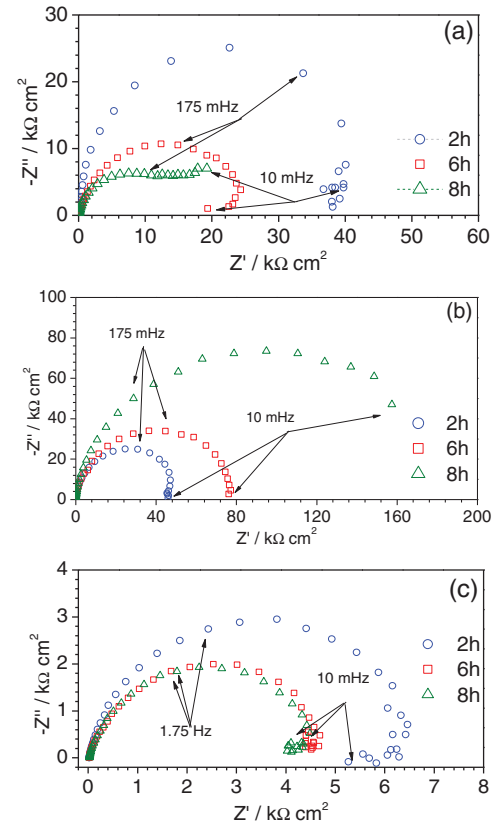 30
20
10
0
-Z" / kΩ cm²
(a)
175 mHz
10 mHz
2h
6h
8h
0 10 20 30 40 50 60
Z' / kΩ cm²
100
80
60
40
20
0
-Z" / kΩ cm²
(b)
175 mHz
10 mHz
2h
6h
8h
0 40 80 120 160 200
Z' / kΩ cm²
4
3
2
1
0
-Z" / kΩ cm²
(c)
10 mHz
1.75 Hz
2h
6h
8h
0 1 2 3 4 5 6 7 8
Z' / kΩ cm²